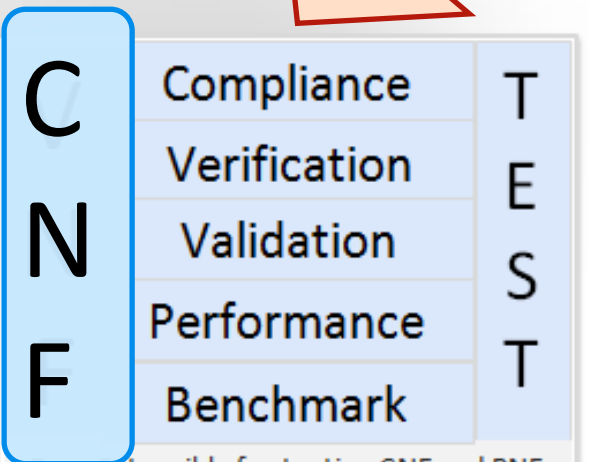 C
N
F
Compliance
Verification
Validation
Performance
Benchmark
T
E
S
T